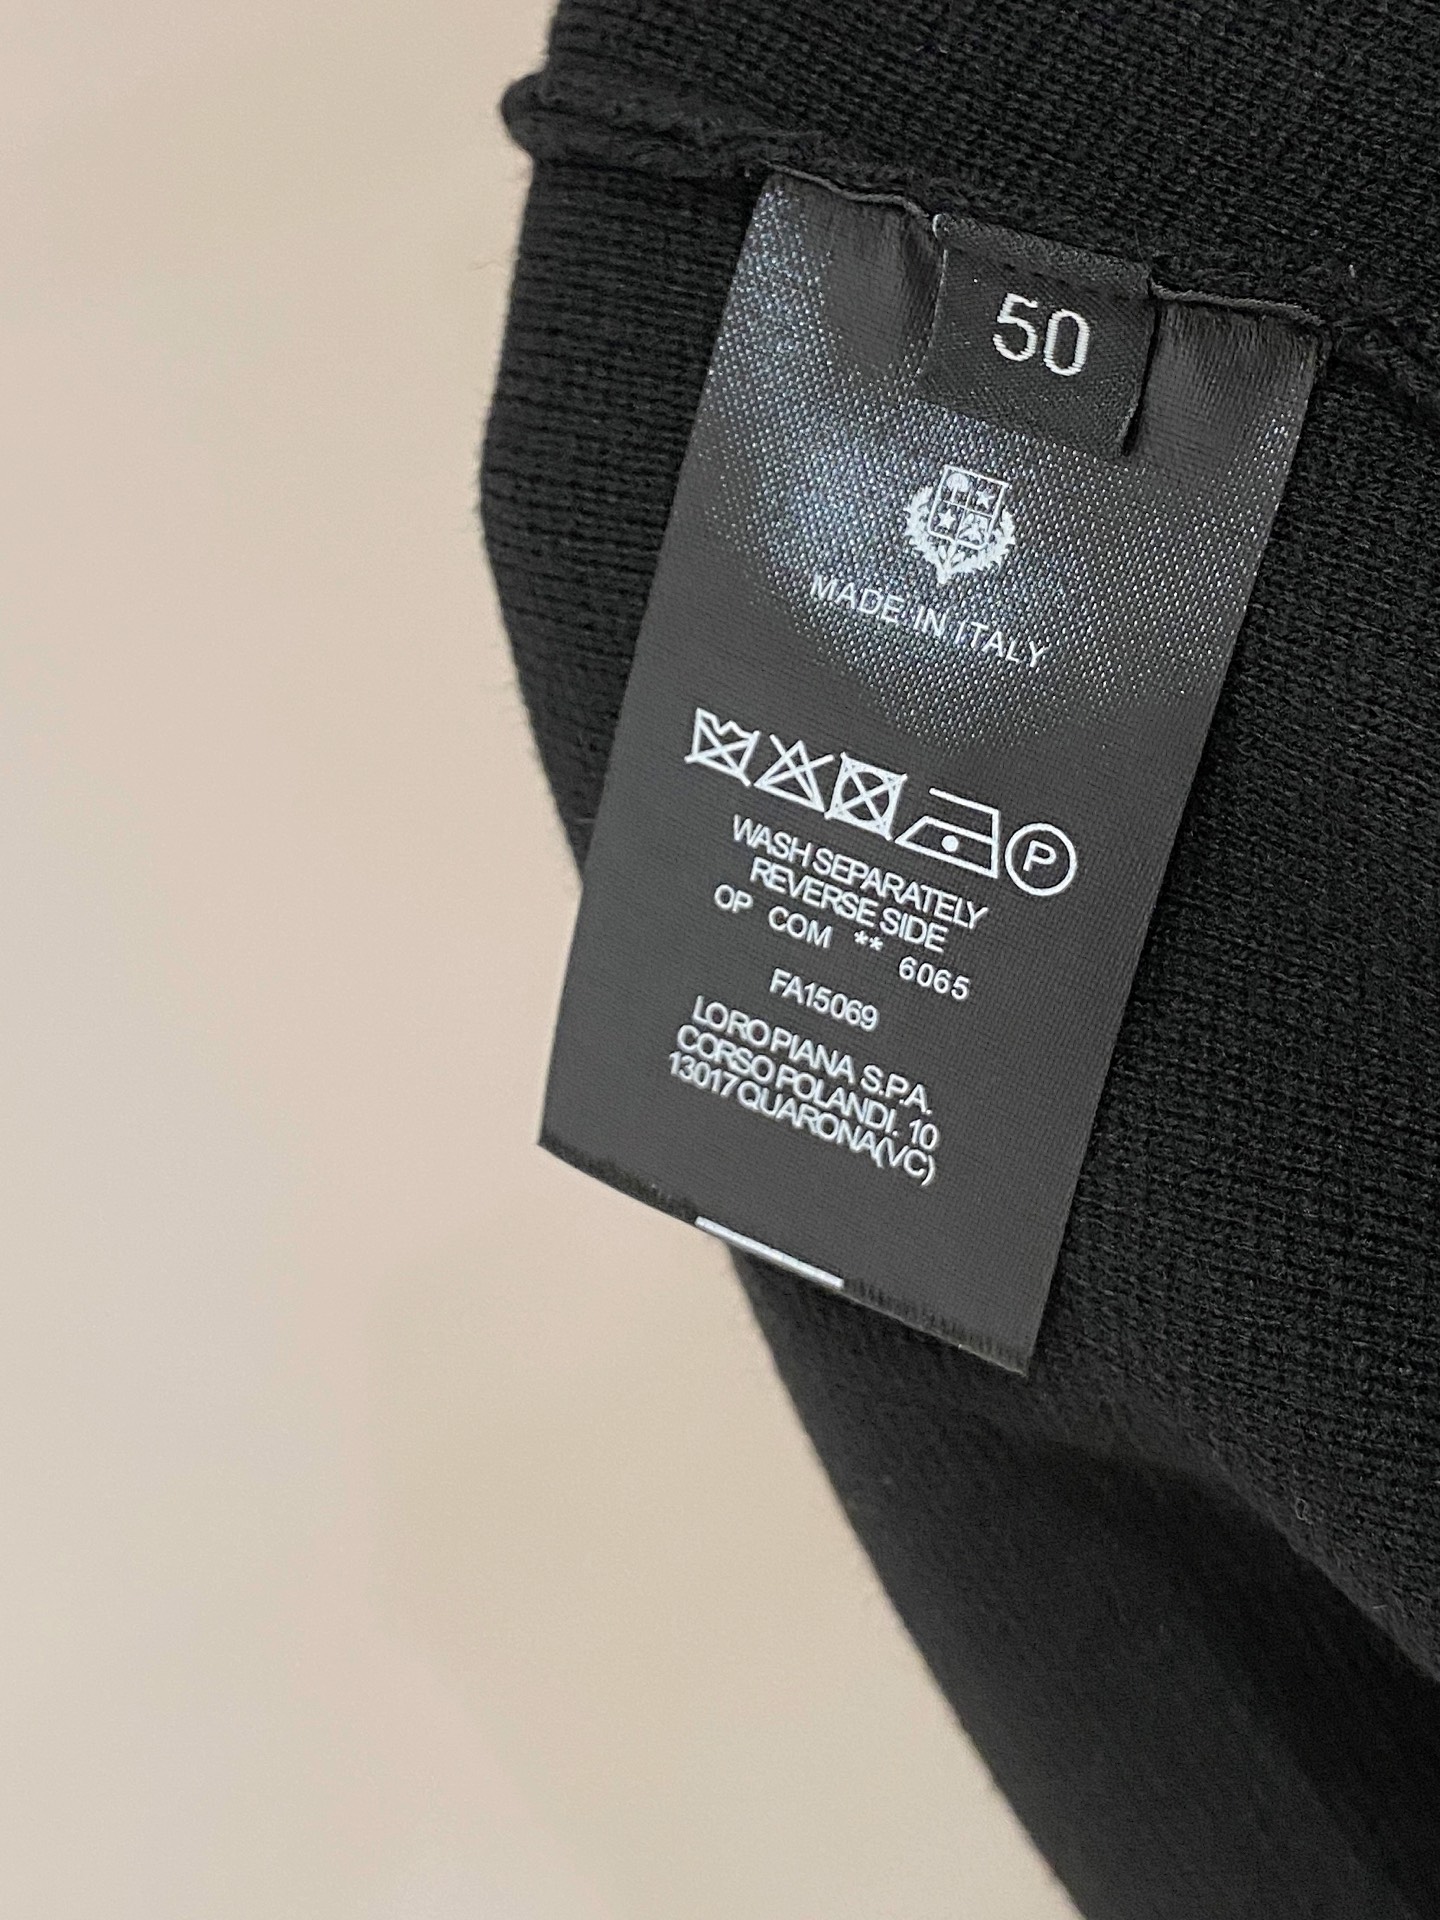 50
MADE IN ITALY
P
WASH SEPARATELY
REVERSE SIDE
OP COM ** 6065
FA15069
LORO PIANA S.P.A.
CORSO FOLANDI. 10
13017 QUARONA(VC)